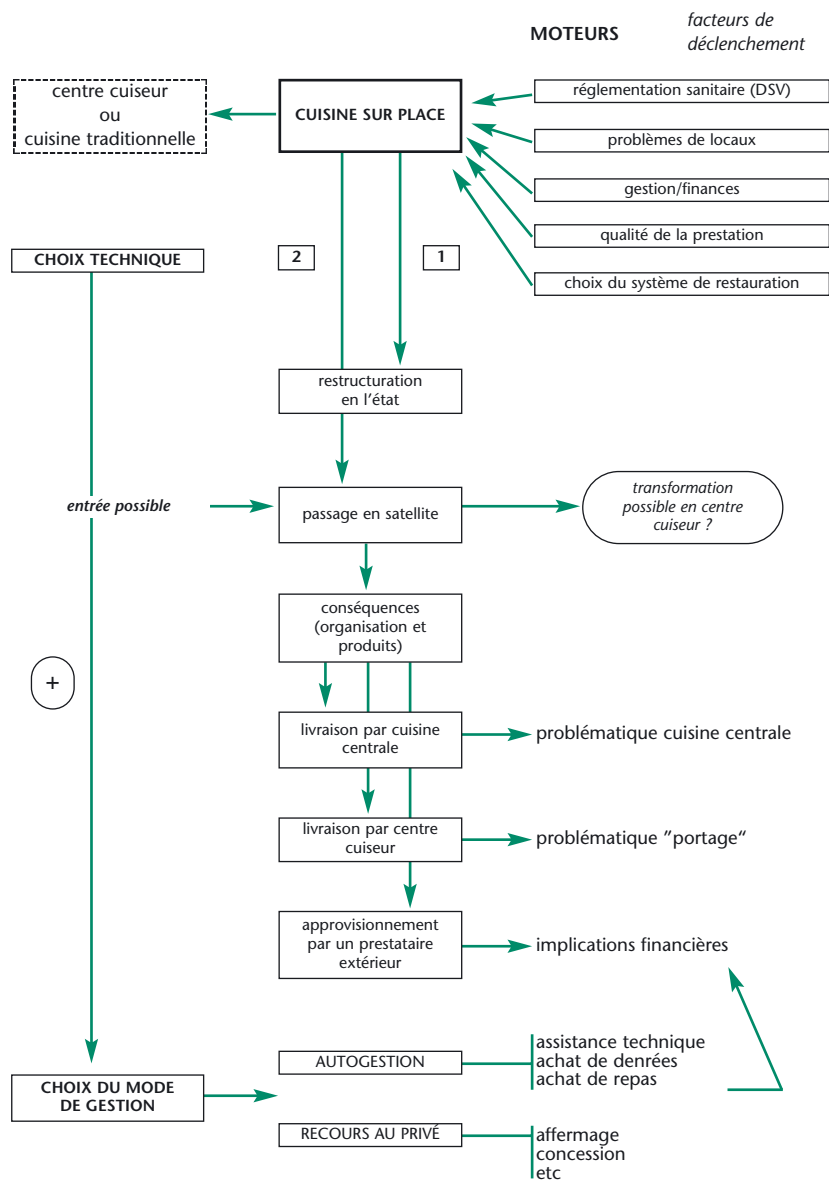 MOTEURS
facteurs de
déclenchement
centre cuiseur
ou
cuisine traditionnelle
CUISINE SUR PLACE
réglementation sanitaire (DSV)
problèmes de locaux
gestion/finances
qualité de la prestation
choix du système de restauration
CHOIX TECHNIQUE
2
1
restructuration
en l'état
entrée possible
passage en satellite
transformation
possible en centre
cuiseur ?
conséquences
(organisation et
produits)
+
livraison par cuisine
centrale
problématique cuisine centrale
livraison par centre
cuiseur
problématique "portage"
approvisionnement
par un prestataire
extérieur
implications financières
AUTOGESTION
assistance technique
achat de denrées
achat de repas
CHOIX DU MODE
DE GESTION
RECOURS AU PRIVÉ
affermage
concession
etc